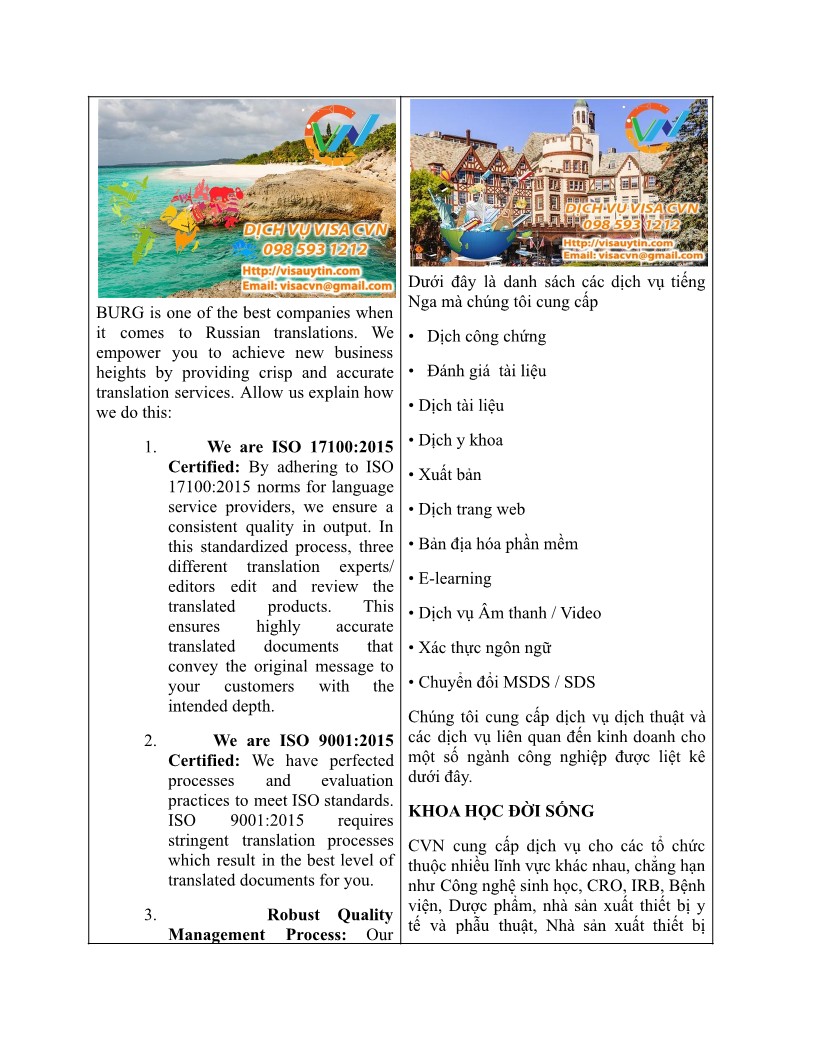 CVN
DỊCH VỤ VISA CVN
098 593 1212
Http://visauytin.com
Email: visacvn@gmail.com
BURG is one of the best companies when
it comes to Russian translations. We
empower you to achieve new business
heights by providing crisp and accurate
translation services. Allow us explain how
we do this:
1. We are ISO 17100:2015
Certified: By adhering to ISO
17100:2015 norms for language
service providers, we ensure a
consistent quality in output. In
this standardized process, three
different translation experts/
editors edit and review the
translated products. This
ensures highly accurate
translated documents that
convey the original message to
your customers with the
intended depth.
2. We are ISO 9001:2015
Certified: We have perfected
processes and evaluation
practices to meet ISO standards.
ISO 9001:2015 requires
stringent translation processes
which result in the best level of
translated documents for you.
3. Robust Quality
Management Process: Our
CVN
DỊCH VỤ VISA CVN
098 593 1212
Http://visauytin.com
Email: visacvn@gmail.com
Dưới đây là danh sách các dịch vụ tiếng
Nga mà chúng tôi cung cấp
• Dịch công chứng
• Đánh giá tài liệu
• Dịch tài liệu
• Dịch y khoa
• Xuất bản
• Dịch trang web
• Bản địa hóa phần mềm
• E-learning
• Dịch vụ Âm thanh / Video
• Xác thực ngôn ngữ
• Chuyển đổi MSDS / SDS
Chúng tôi cung cấp dịch vụ dịch thuật và
các dịch vụ liên quan đến kinh doanh cho
một số ngành công nghiệp được liệt kê
dưới đây.
KHOA HỌC ĐỜI SỐNG
CVN cung cấp dịch vụ cho các tổ chức
thuộc nhiều lĩnh vực khác nhau, chẳng hạn
như Công nghệ sinh học, CRO, IRB, Bệnh
viện, Dược phẩm, nhà sản xuất thiết bị y
tế và phẫu thuật, Nhà sản xuất thiết bị